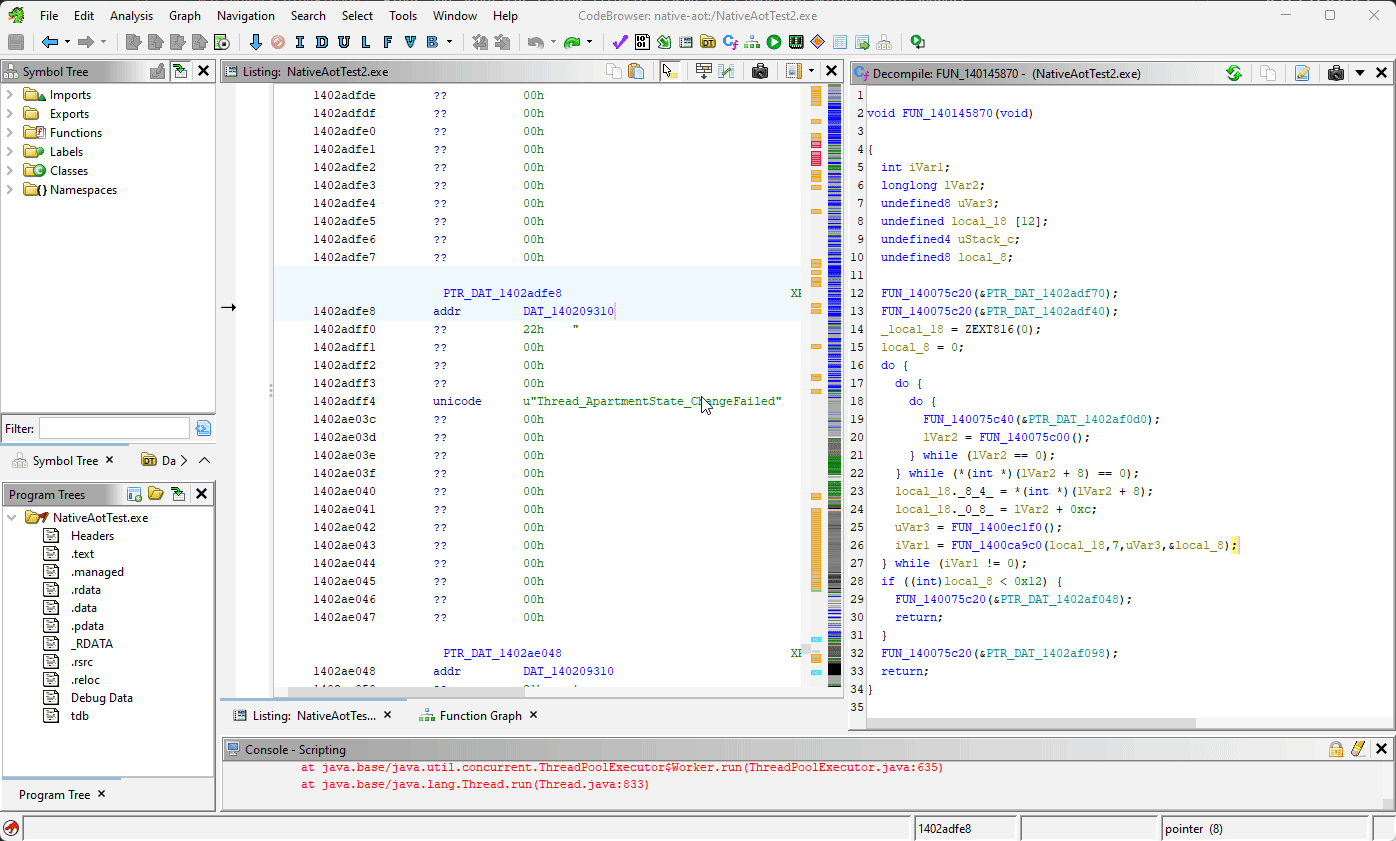 File Edit Analysis Graph Navigation Search Select Tools Window Help CodeBrowser: native-aot:/NativeAotTest2.exe
I D U L F V B
Symbol Tree
Imports
Exports
Functions
Labels
Classes
Namespaces
Filter:
Symbol Tree Da
Program Trees
NativeAotTest.exe
Headers
.text
.managed
.rdata
.data
.pdata
_RDATA
.rsrc
.reloc
Debug Data
tdb
Program Tree
Listing: NativeAotTest2.exe
1402adfde ?? 00h
1402adfdf ?? 00h
1402adfe0 ?? 00h
1402adfe1 ?? 00h
1402adfe2 ?? 00h
1402adfe3 ?? 00h
1402adfe4 ?? 00h
1402adfe5 ?? 00h
1402adfe6 ?? 00h
1402adfe7 ?? 00h
PTR_DAT_1402adfe8
1402adfe8 addr DAT_140209310
1402adff0 ?? 22h "
1402adff1 ?? 00h
1402adff2 ?? 00h
1402adff3 ?? 00h
1402adff4 unicode u"Thread_ApartmentState_ChangeFailed"
1402ae03c ?? 00h
1402ae03d ?? 00h
1402ae03e ?? 00h
1402ae03f ?? 00h
1402ae040 ?? 00h
1402ae041 ?? 00h
1402ae042 ?? 00h
1402ae043 ?? 00h
1402ae044 ?? 00h
1402ae045 ?? 00h
1402ae046 ?? 00h
1402ae047 ?? 00h
PTR_DAT_1402ae048
1402ae048 addr DAT_140209310
Listing: NativeAotTes... Function Graph
Decompile: FUN_140145870 - (NativeAotTest2.exe)
1
2 void FUN_140145870(void)
3
4 {
5 int iVar1;
6 longlong lVar2;
7 undefined8 uVar3;
8 undefined local_18 [12];
9 undefined4 uStack_c;
10 undefined8 local_8;
11
12 FUN_140075c20(&PTR_DAT_1402adf70);
13 FUN_140075c20(&PTR_DAT_1402adf40);
14 _local_18 = ZEXT816(0);
15 local_8 = 0;
16 do {
17 do {
18 do {
19 FUN_140075c40(&PTR_DAT_1402af0d0);
20 lVar2 = FUN_140075c00();
21 } while (lVar2 == 0);
22 } while (*(int *)(lVar2 + 8) == 0);
23 local_18._8_4_ = *(int *)(lVar2 + 8);
24 local_18._0_8_ = lVar2 + 0xc;
25 uVar3 = FUN_1400ec1f0();
26 iVar1 = FUN_1400ca9c0(local_18,7,uVar3,&local_8);
27 } while (iVar1 != 0);
28 if ((int)local_8 < 0x12) {
29 FUN_140075c20(&PTR_DAT_1402af048);
30 return;
31 }
32 FUN_140075c20(&PTR_DAT_1402af098);
33 return;
34 }
35
Console - Scripting
at java.base/java.util.concurrent.ThreadPoolExecutor$Worker.run(ThreadPoolExecutor.java:635)
at java.base/java.lang.Thread.run(Thread.java:833)
1402adfe8 pointer (8)